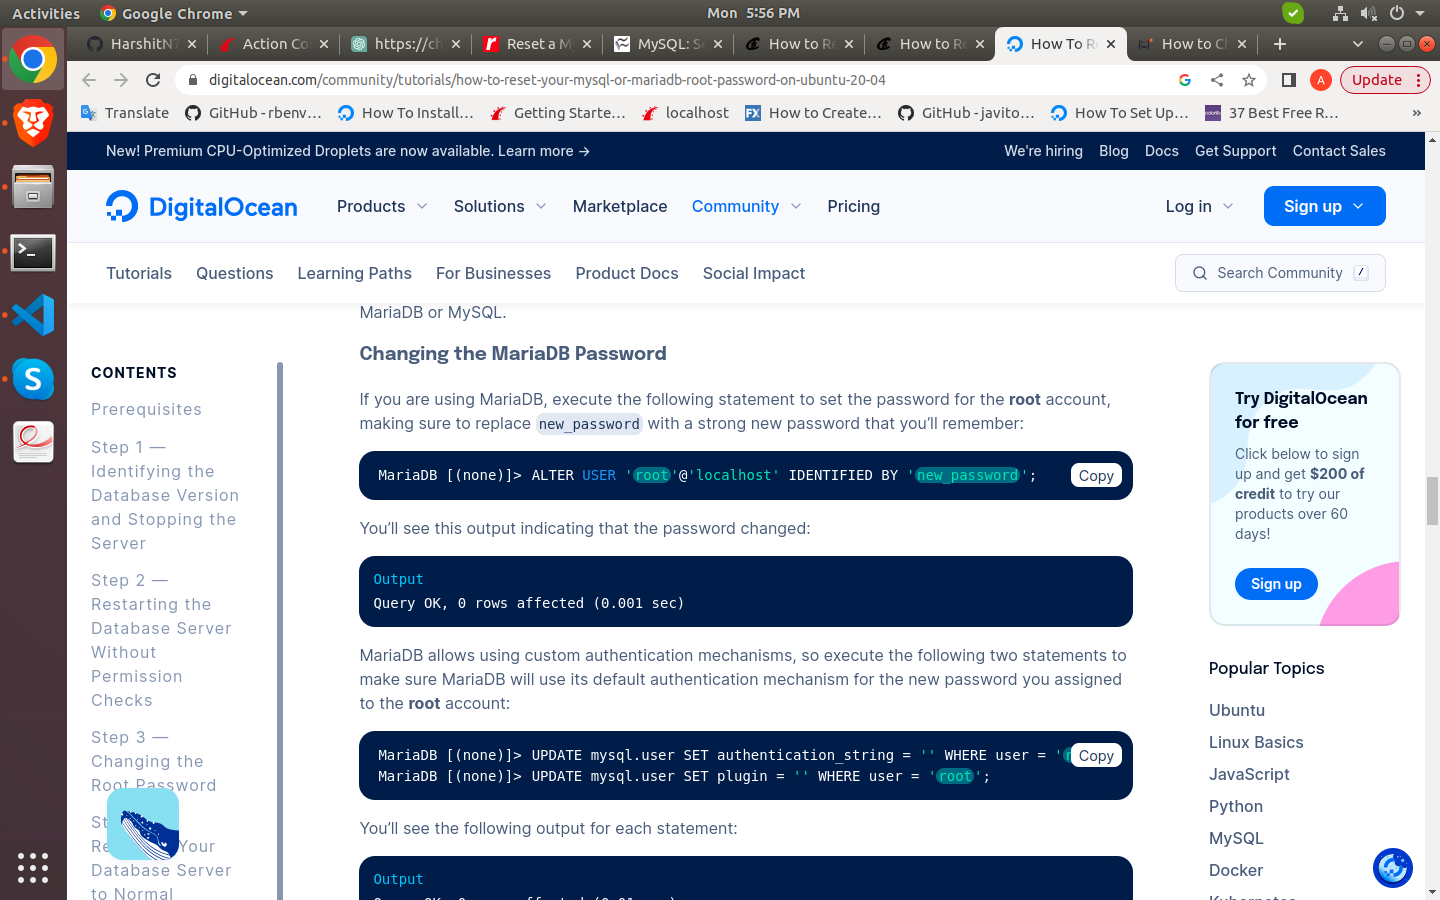 Activities
Google Chrome
Mon 5:56 PM
HarshitN7
Action Co
https://ch
Reset a M
MySQL: S
How to Re
How to Re
How To R
How to C
digitalocean.com/community/tutorials/how-to-reset-your-mysql-or-mariadb-root-password-on-ubuntu-20-04
A
Update
Translate
GitHub - rbenv...
How To Install...
Getting Starte...
localhost
How to Create...
GitHub - javito...
How To Set Up...
37 Best Free R...
»
New! Premium CPU-Optimized Droplets are now available. Learn more →
We're hiring
Blog
Docs
Get Support
Contact Sales
DigitalOcean
Products
Solutions
Marketplace
Community
Pricing
Log in
Sign up
Tutorials
Questions
Learning Paths
For Businesses
Product Docs
Social Impact
Search Community /
MariaDB or MySQL.
CONTENTS
Prerequisites
Step 1 —
Identifying the
Database Version
and Stopping the
Server
Step 2 —
Restarting the
Database Server
Without
Permission
Checks
Step 3 —
Changing the
Root Password
Your
Database Server
to Normal
Changing the MariaDB Password
If you are using MariaDB, execute the following statement to set the password for the root account,
making sure to replace new_password with a strong new password that you'll remember:
MariaDB [(none)]> ALTER USER 'root'@'localhost' IDENTIFIED BY 'new_password';
Copy
You'll see this output indicating that the password changed:
Output
Query OK, 0 rows affected (0.001 sec)
MariaDB allows using custom authentication mechanisms, so execute the following two statements to
make sure MariaDB will use its default authentication mechanism for the new password you assigned
to the root account:
MariaDB [(none)]> UPDATE mysql.user SET authentication_string = '' WHERE user = '
Copy
MariaDB [(none)]> UPDATE mysql.user SET plugin = '' WHERE user = 'root';
You'll see the following output for each statement:
Output
Try DigitalOcean
for free
Click below to sign
up and get $200 of
credit to try our
products over 60
days!
Sign up
Popular Topics
Ubuntu
Linux Basics
JavaScript
Python
MySQL
Docker
Kubernetes